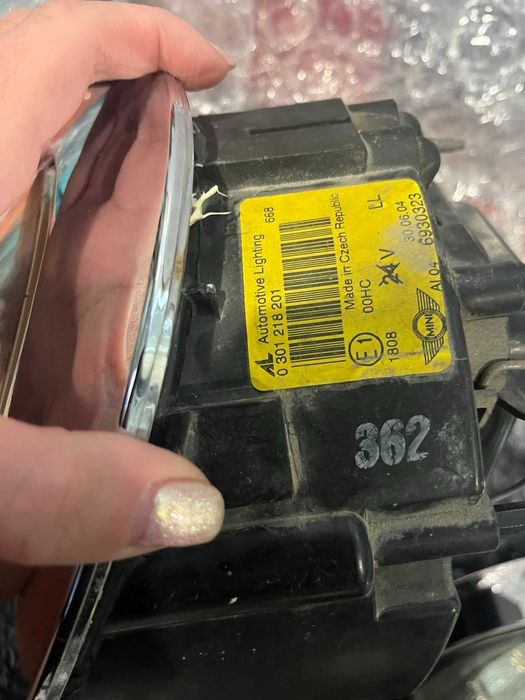 AL Automotive Lighting 668
0 301 218 201
Made in Czech Republic
00HC 24 V LL
E1 1808 30.06.04
MINI AI 04 6930323
362